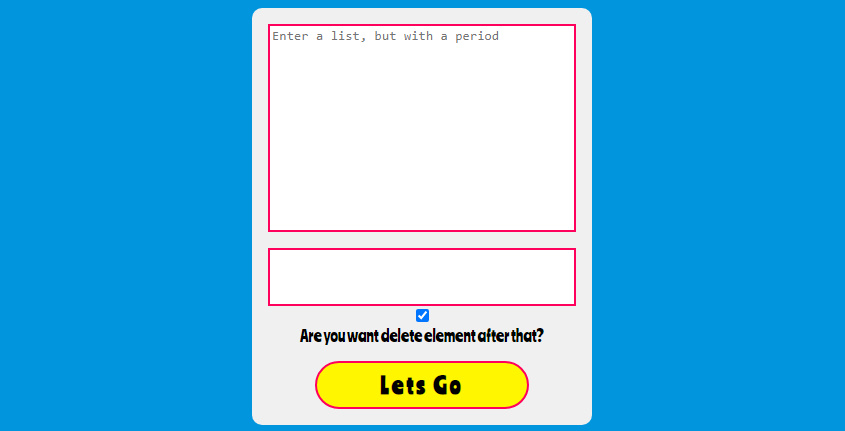 Enter a list, but with a period
Are you want delete element after that?
Lets Go